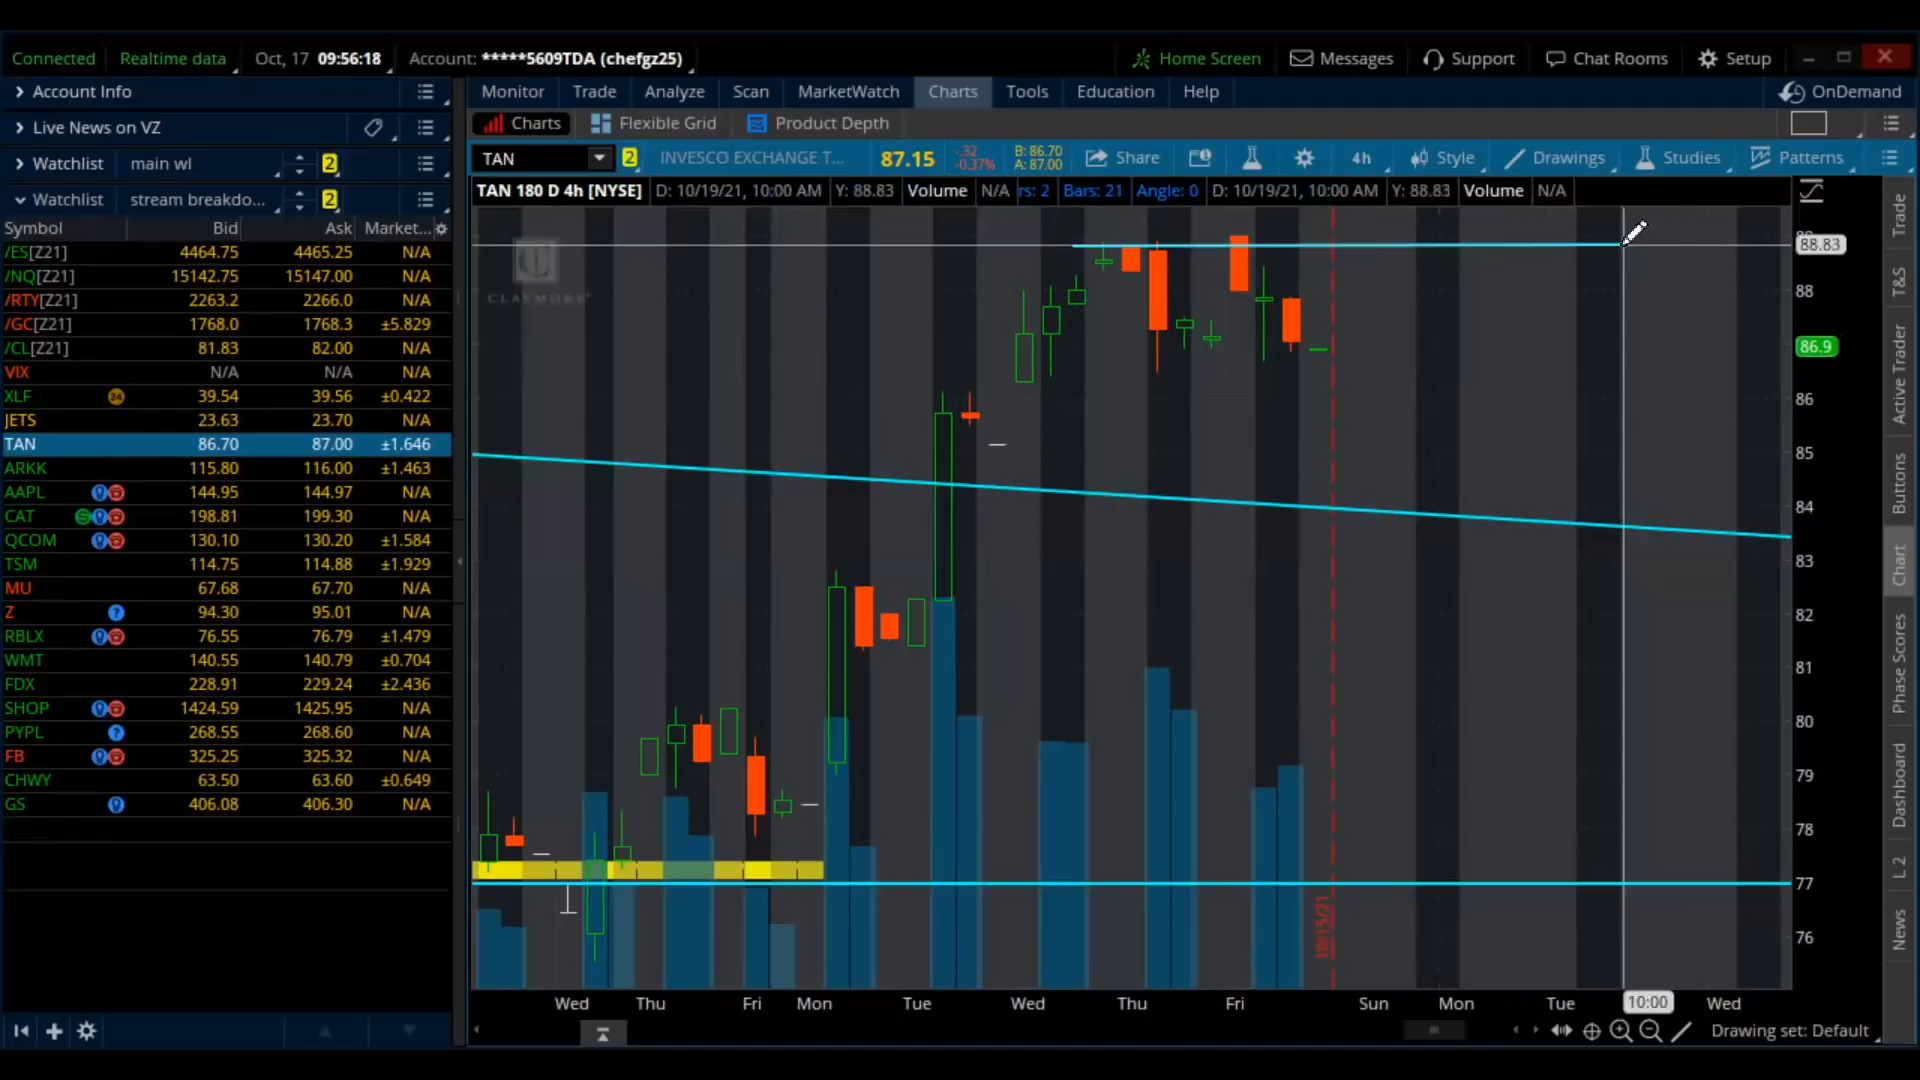 Connected Realtime data Oct, 17 09:56:18 Account: *****5609TDA (chefgz25) Home Screen Messages Support Chat Rooms Setup
Account Info
Live News on VZ
Watchlist main wl 2
Watchlist stream breakdo... 2
Symbol Bid Ask Market...
/ES[Z21] 4464.75 4465.25 N/A
/NQ[Z21] 15142.75 15147.00 N/A
/RTY[Z21] 2263.2 2266.0 N/A
/GC[Z21] 1768.0 1768.3 ±5.829
/CL[Z21] 81.83 82.00 N/A
VIX N/A N/A N/A
XLF 39.54 39.56 ±0.422
JETS 23.63 23.70 N/A
TAN 86.70 87.00 ±1.646
ARKK 115.80 116.00 ±1.463
AAPL 144.95 144.97 N/A
CAT 198.81 199.30 N/A
QCOM 130.10 130.20 ±1.584
TSM 114.75 114.88 ±1.929
MU 67.68 67.70 N/A
Z 94.30 95.01 N/A
RBLX 76.55 76.79 ±1.479
WMT 140.55 140.79 ±0.704
FDX 228.91 229.24 ±2.436
SHOP 1424.59 1425.95 N/A
PYPL 268.55 268.60 N/A
FB 325.25 325.32 N/A
CHWY 63.50 63.60 ±0.649
GS 406.08 406.30 N/A
Monitor Trade Analyze Scan MarketWatch Charts Tools Education Help OnDemand
Charts Flexible Grid Product Depth
TAN 2 INVESCO EXCHANGE T... 87.15 -.32 -0.37% B: 86.70 A: 87.00 Share 4h Style Drawings Studies Patterns
TAN 180 D 4h [NYSE] D: 10/19/21, 10:00 AM Y: 88.83 Volume N/A rs: 2 Bars: 21 Angle: 0 D: 10/19/21, 10:00 AM Y: 88.83 Volume N/A
CLAYMORE
88.83
88
86.9
86
85
84
83
82
81
80
79
78
77
76
10/15/21
Wed Thu Fri Mon Tue Wed Thu Fri Sun Mon Tue 10:00 Wed
Drawing set: Default
Trade
T&S
Active Trader
Buttons
Chart
Phase Scores
Dashboard
L 2
News